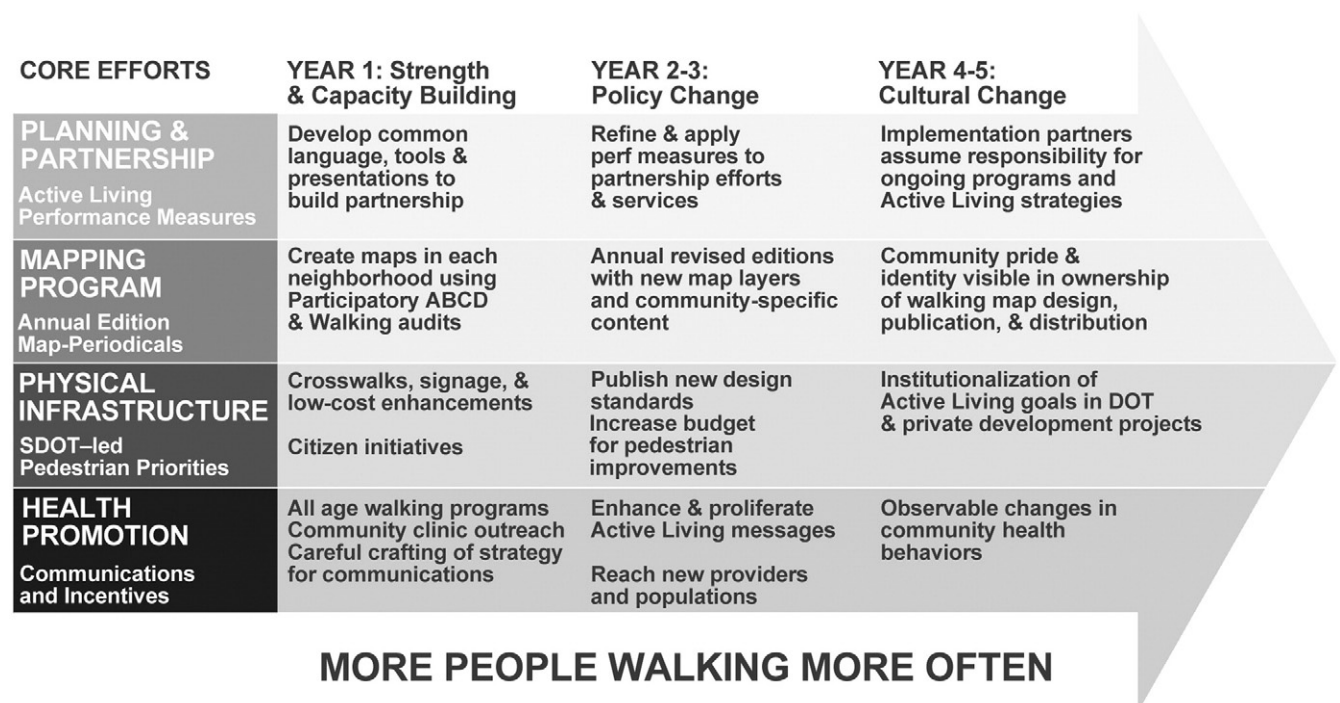 CORE EFFORTS
YEAR 1: Strength
& Capacity Building
YEAR 2-3:
Policy Change
YEAR 4-5:
Cultural Change
PLANNING &
PARTNERSHIP
Active Living
Performance Measures
Develop common
language, tools &
presentations to
build partnership
Refine & apply
perf measures to
partnership efforts
& services
Implementation partners
assume responsibility for
ongoing programs and
Active Living strategies
MAPPING
PROGRAM
Annual Edition
Map-Periodicals
Create maps in each
neighborhood using
Participatory ABCD
& Walking audits
Annual revised editions
with new map layers
and community-specific
content
Community pride &
identity visible in ownership
of walking map design,
publication, & distribution
PHYSICAL
INFRASTRUCTURE
SDOT–led
Pedestrian Priorities
Crosswalks, signage, &
low-cost enhancements
Citizen initiatives
Publish new design
standards
Increase budget
for pedestrian
improvements
Institutionalization of
Active Living goals in DOT
& private development projects
HEALTH
PROMOTION
Communications
and Incentives
All age walking programs
Community clinic outreach
Careful crafting of strategy
for communications
Enhance & proliferate
Active Living messages
Reach new providers
and populations
Observable changes in
community health
behaviors
MORE PEOPLE WALKING MORE OFTEN